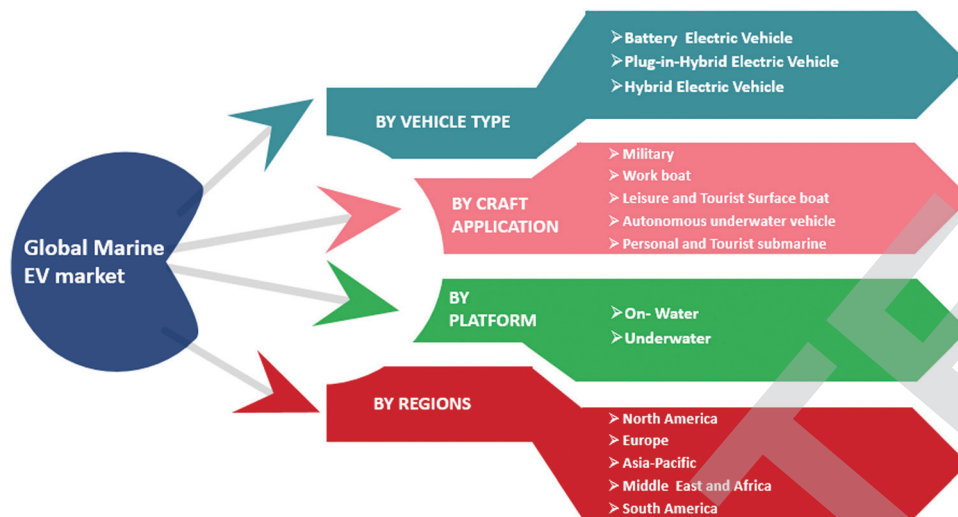 Global Marine
EV market
BY VEHICLE TYPE
➢Battery Electric Vehicle
➢Plug-in-Hybrid Electric Vehicle
➢Hybrid Electric Vehicle
BY CRAFT
APPLICATION
➢ Military
➢ Work boat
➢ Leisure and Tourist Surface boat
➢ Autonomous underwater vehicle
➢ Personal and Tourist submarine
BY
PLATFORM
➢On- Water
➢Underwater
BY REGIONS
➢ North America
➢ Europe
➢ Asia-Pacific
➢ Middle East and Africa
➢ South America